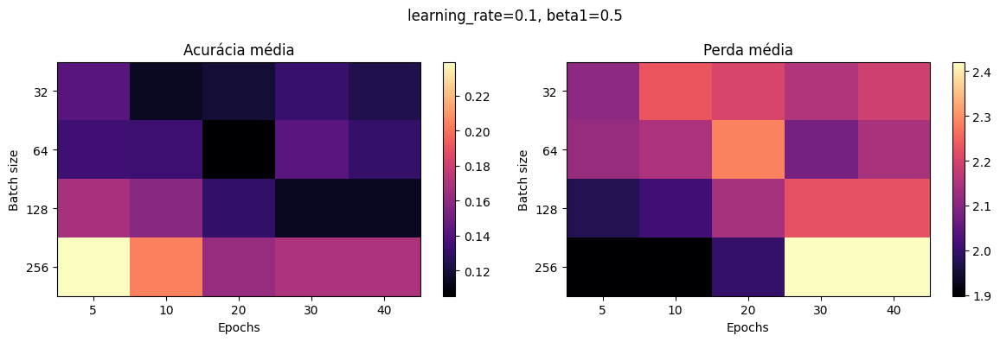 learning_rate=0.1, beta1=0.5
Acurácia média
Batch size
32
64
128
256
5 10 20 30 40
Epochs
0.22
0.20
0.18
0.16
0.14
0.12
Perda média
Batch size
32
64
128
256
5 10 20 30 40
Epochs
2.4
2.3
2.2
2.1
2.0
1.9